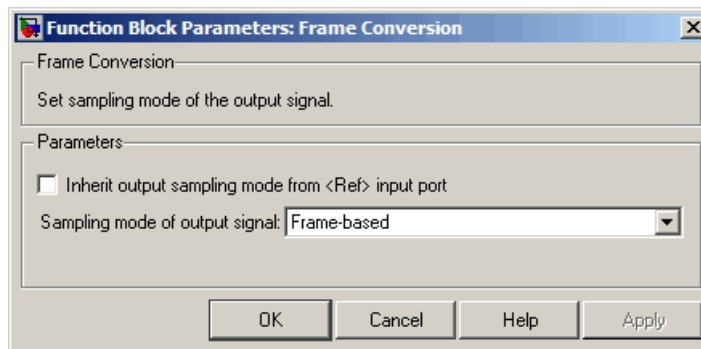 Function Block Parameters: Frame Conversion
Frame Conversion
Set sampling mode of the output signal.
Parameters
Inherit output sampling mode from <Ref> input port
Sampling mode of output signal: Frame-based
OK Cancel Help Apply